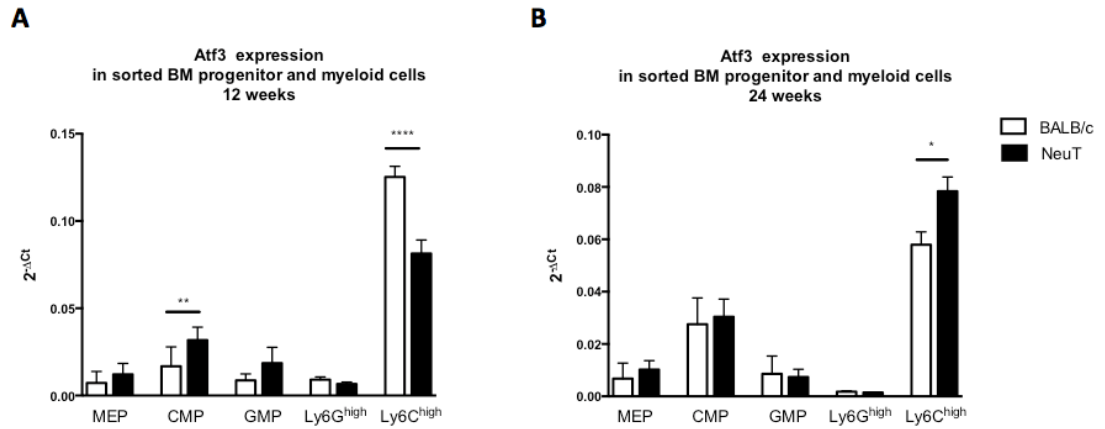 A
Atf3 expression
in sorted BM progenitor and myeloid cells
12 weeks
2-ΔCt
0.15
0.10
0.05
0.00
**
****
MEP CMP GMP Ly6Ghigh Ly6Chigh
B
Atf3 expression
in sorted BM progenitor and myeloid cells
24 weeks
2-ΔCt
0.10
0.08
0.06
0.04
0.02
0.00
*
MEP CMP GMP Ly6Ghigh Ly6Chigh
BALB/c
NeuT